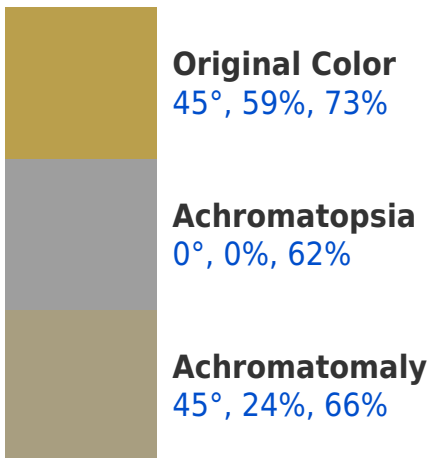 Original Color
45°, 59%, 73%
Achromatopsia
0°, 0%, 62%
Achromatomaly
45°, 24%, 66%